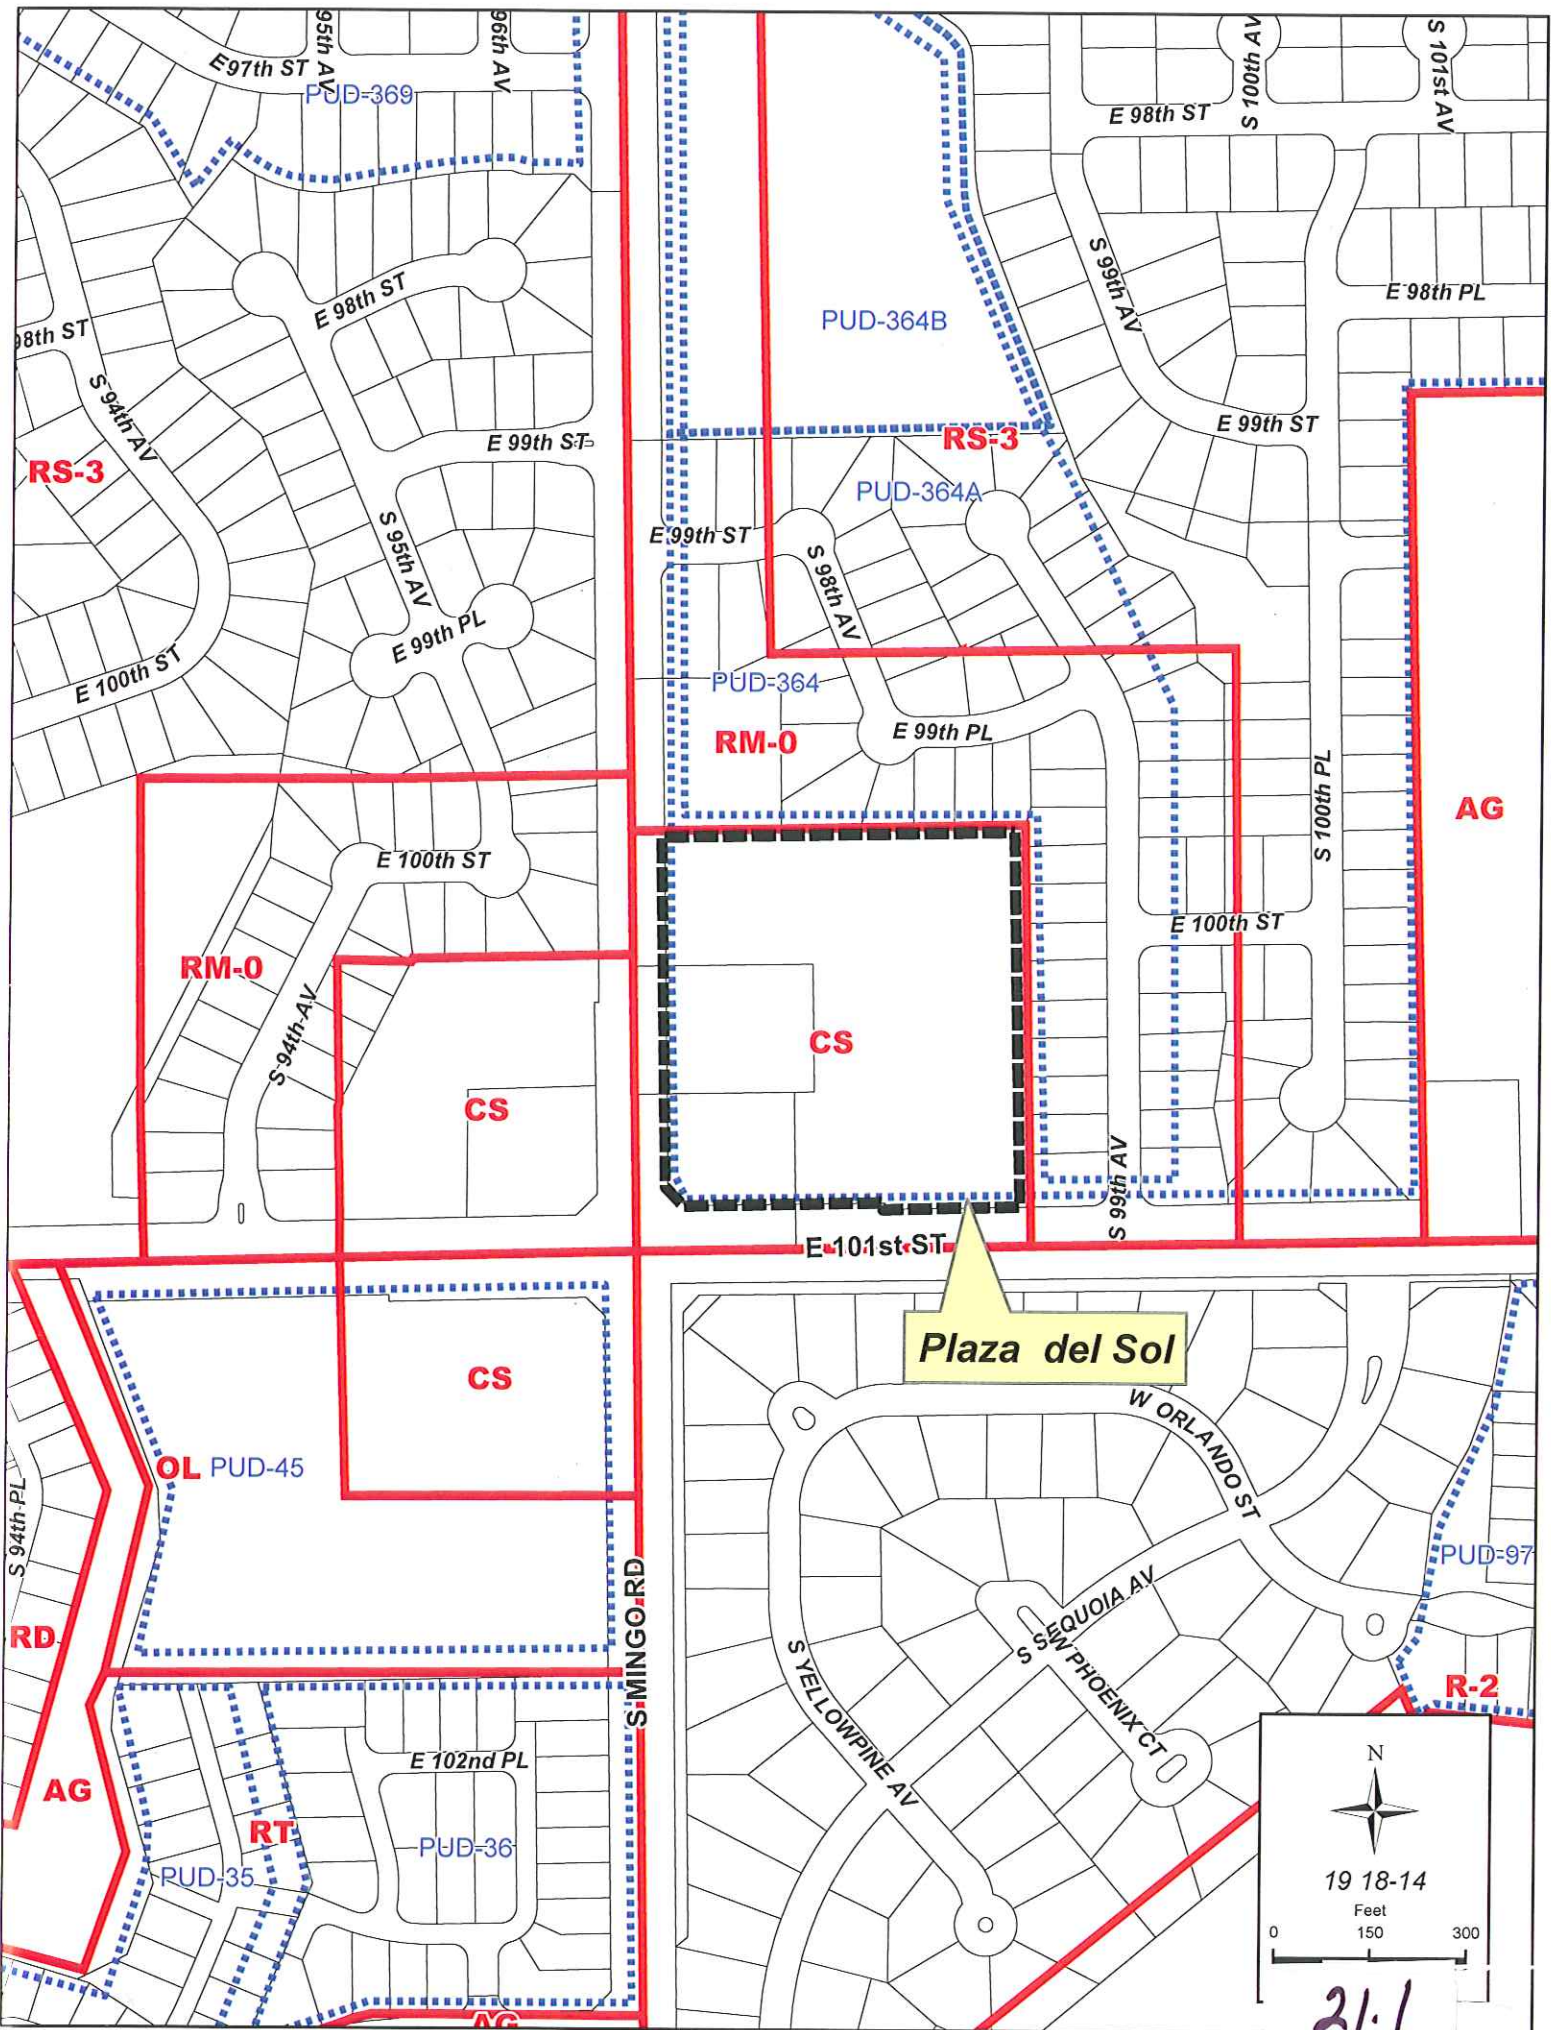 95th AV
96th AV
E 97th ST
PUD-369
S 100th AV
S 101st AV
E 98th ST
E 98th ST
98th ST
S 94th AV
RS-3
E 99th ST
S 95th AV
E 99th PL
E 100th ST
PUD-364B
S 99th AV
E 98th PL
E 99th ST
RS-3
PUD-364A
E 99th ST
S 98th AV
PUD-364
RM-0
E 99th PL
S 100th PL
AG
E 100th ST
RM-0
S 94th AV
CS
CS
E 100th ST
S 99th AV
E 101st ST
Plaza del Sol
CS
OL PUD-45
S 94th PL
RD
S MINGO RD
W ORLANDO ST
S SEQUOIA AV
W PHOENIX CT
S YELLOWPINE AV
PUD-97
R-2
AG
RT
PUD-35
E 102nd PL
PUD-36
AG
N
19 18-14
Feet
0 150 300
21.1